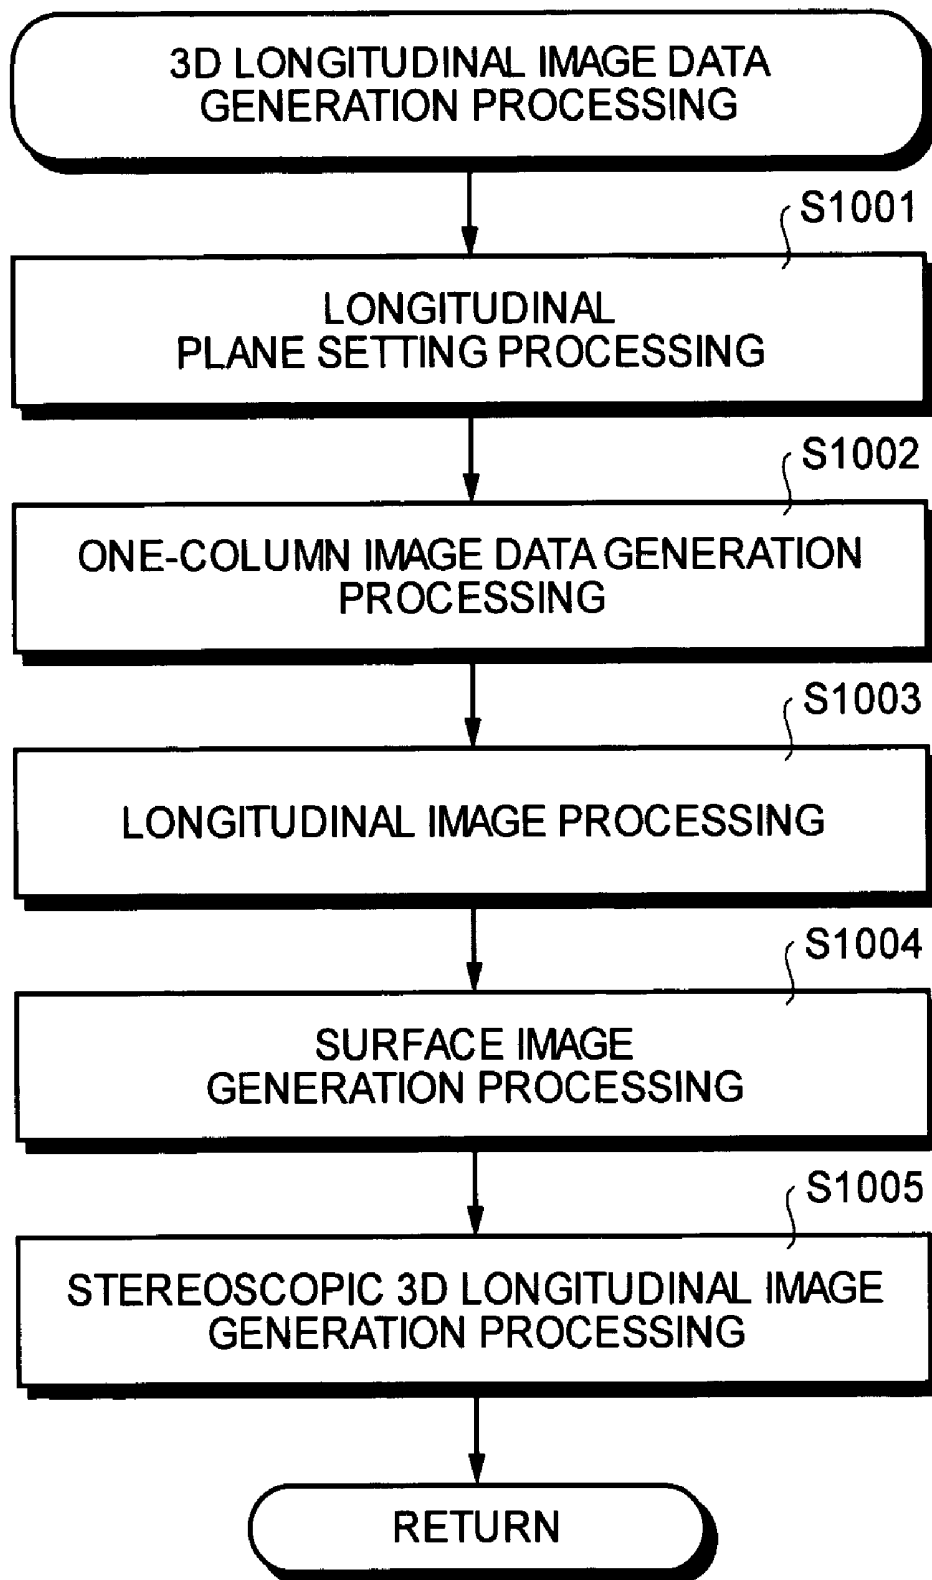 3D LONGITUDINAL IMAGE DATA
GENERATION PROCESSING
S1001
LONGITUDINAL
PLANE SETTING PROCESSING
S1002
ONE-COLUMN IMAGE DATA GENERATION
PROCESSING
S1003
LONGITUDINAL IMAGE PROCESSING
S1004
SURFACE IMAGE
GENERATION PROCESSING
S1005
STEREOSCOPIC 3D LONGITUDINAL IMAGE
GENERATION PROCESSING
RETURN